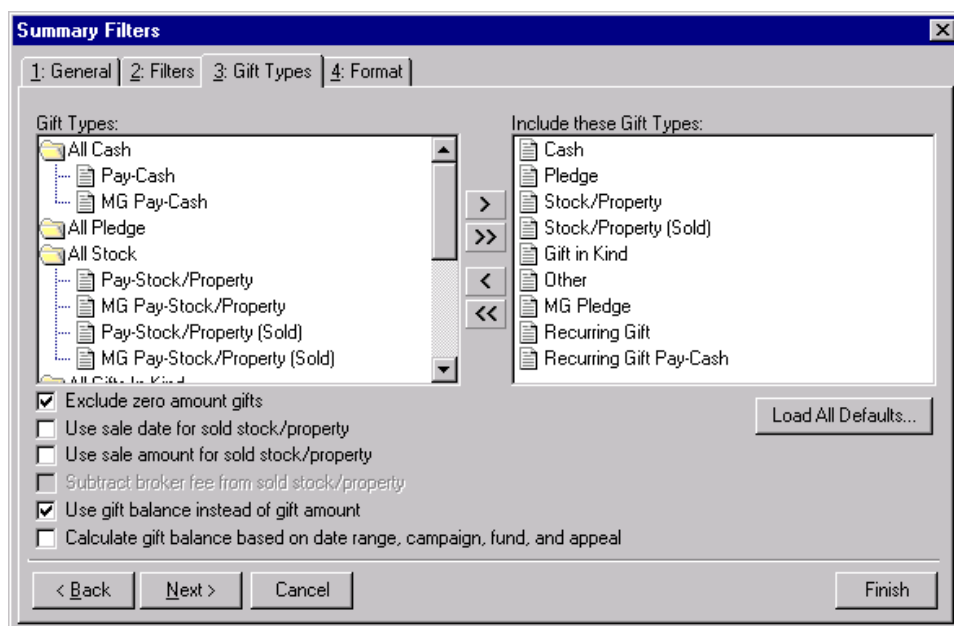 Summary Filters
1: General
2: Filters
3: Gift Types
4: Format
Gift Types:
All Cash
Pay-Cash
MG Pay-Cash
All Pledge
All Stock
Pay-Stock/Property
MG Pay-Stock/Property
Pay-Stock/Property (Sold)
MG Pay-Stock/Property (Sold)
All Gifts In Kind
>
>>
<
<<
Include these Gift Types:
Cash
Pledge
Stock/Property
Stock/Property (Sold)
Gift in Kind
Other
MG Pledge
Recurring Gift
Recurring Gift Pay-Cash
Exclude zero amount gifts
Use sale date for sold stock/property
Use sale amount for sold stock/property
Subtract broker fee from sold stock/property
Use gift balance instead of gift amount
Calculate gift balance based on date range, campaign, fund, and appeal
Load All Defaults...
< Back
Next >
Cancel
Finish